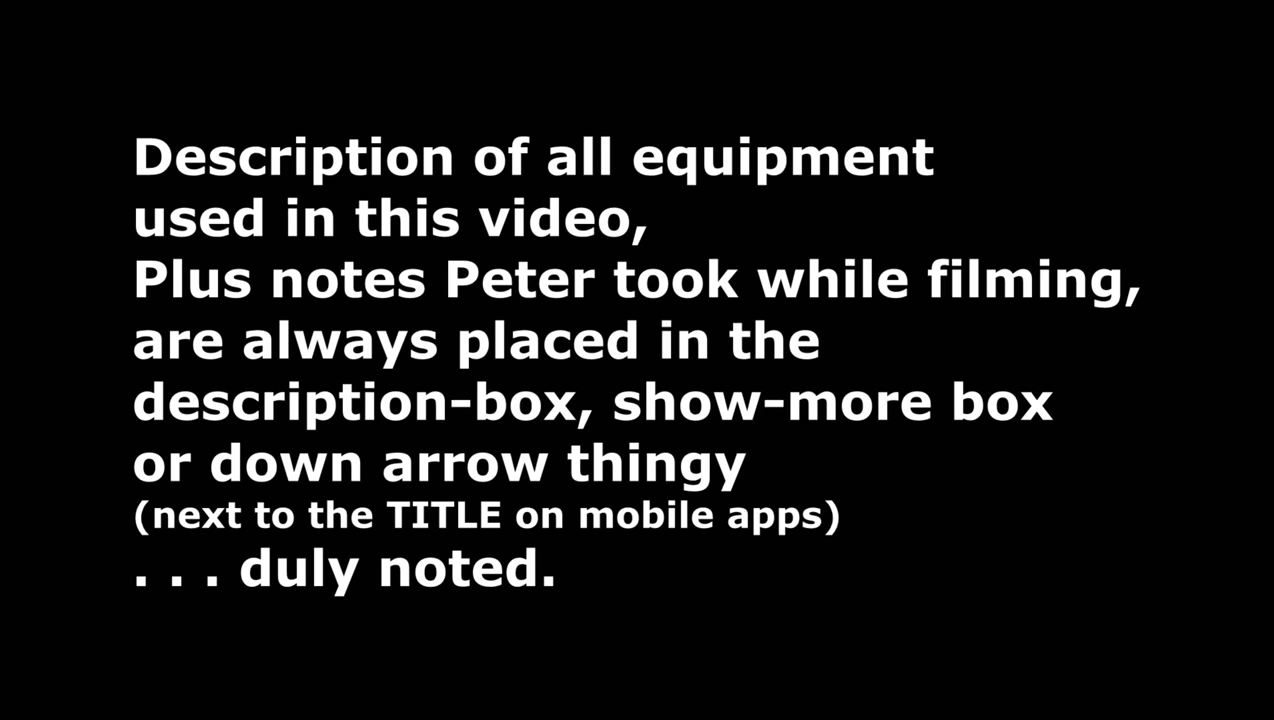 Description of all equipment
used in this video,
Plus notes Peter took while filming,
are always placed in the
description-box, show-more box
or down arrow thingy
(next to the TITLE on mobile apps)
. . . duly noted.